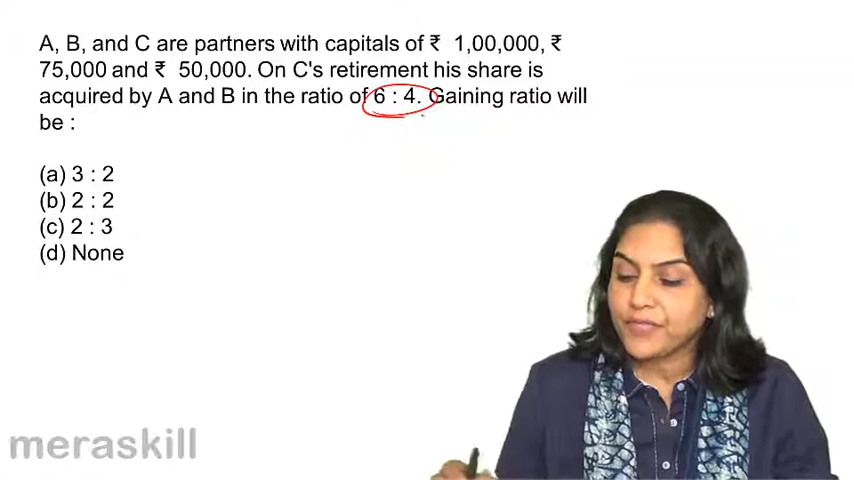 A, B, and C are partners with capitals of ₹ 1,00,000, ₹
75,000 and ₹ 50,000. On C's retirement his share is
acquired by A and B in the ratio of 6 : 4. Gaining ratio will
be :
(a) 3 : 2
(b) 2 : 2
(c) 2 : 3
(d) None
meraskill